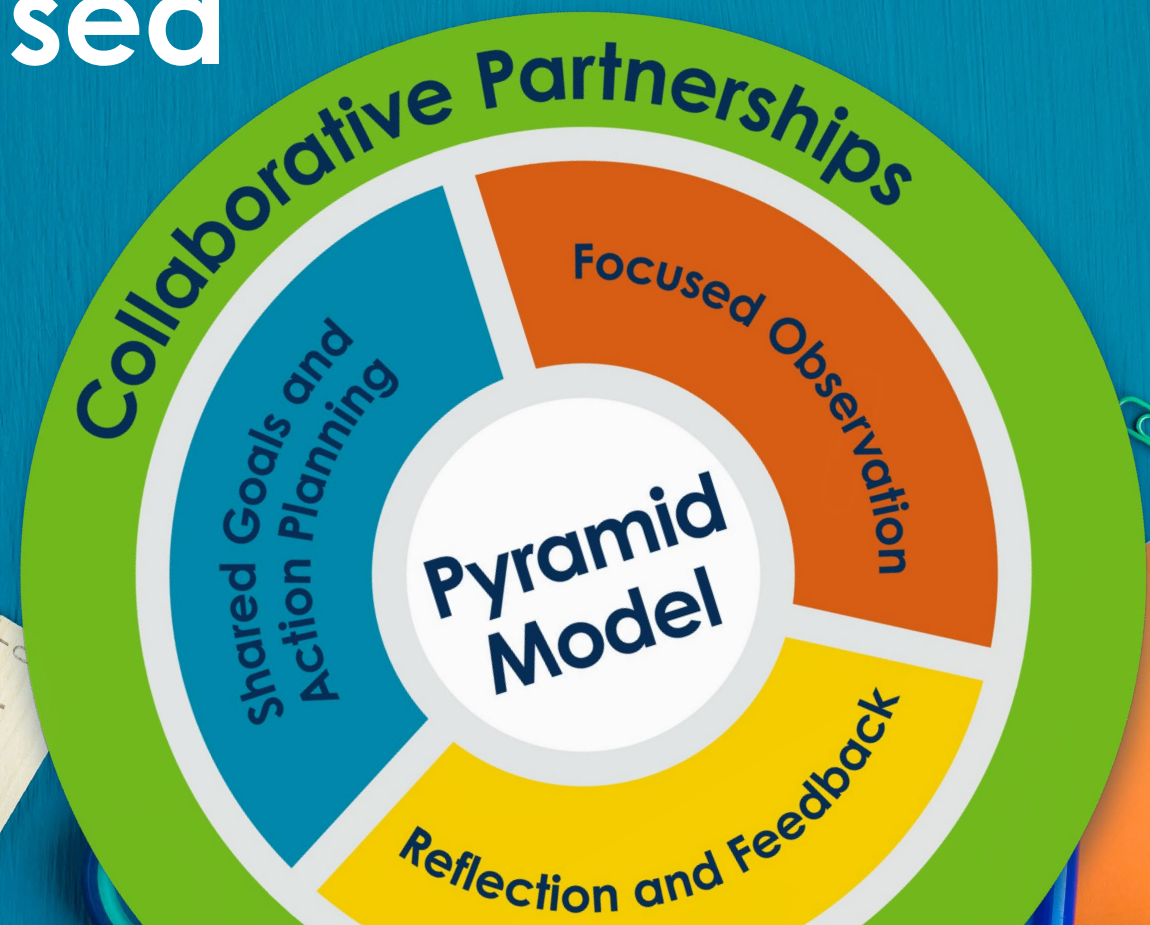 sed
Collaborative Partnerships
Focused Observation
Shared Goals and
Action Planning
Pyramid
Model
Reflection and Feedback